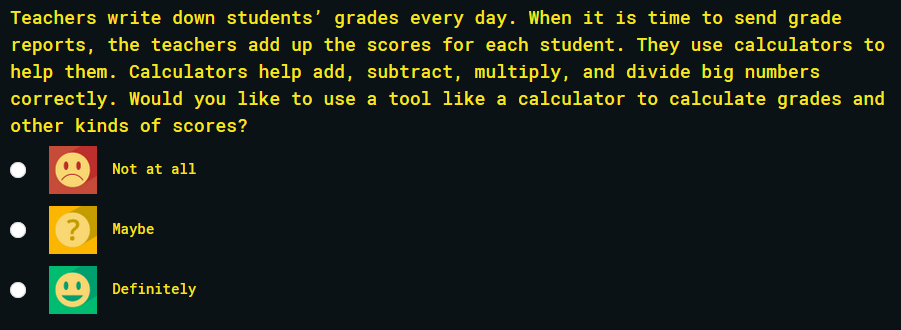 Teachers write down students’ grades every day. When it is time to send grade
reports, the teachers add up the scores for each student. They use calculators to
help them. Calculators help add, subtract, multiply, and divide big numbers
correctly. Would you like to use a tool like a calculator to calculate grades and
other kinds of scores?
Not at all
?
Maybe
Definitely